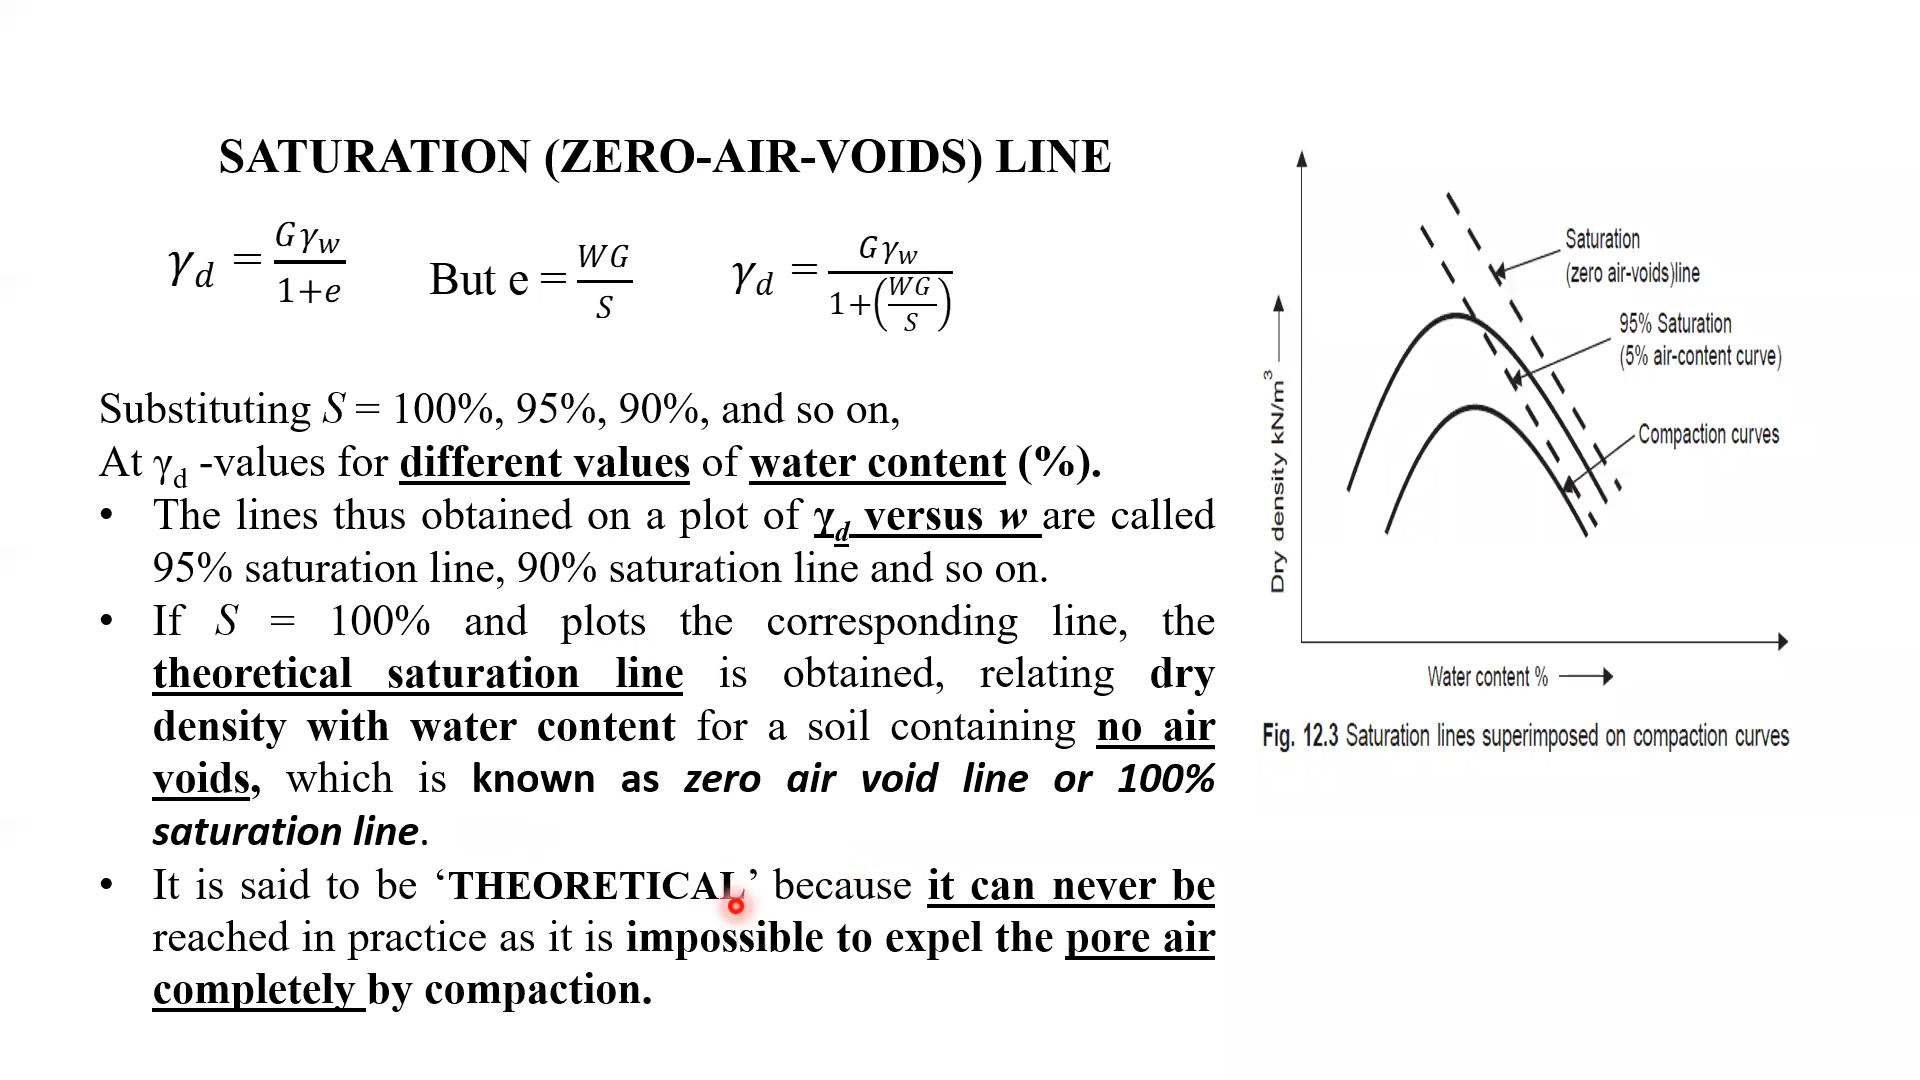 SATURATION (ZERO-AIR-VOIDS) LINE
γd = Gγw / 1+e    But e = WG / S    γd = Gγw / 1+(WG / S)
Substituting S = 100%, 95%, 90%, and so on,
At γd -values for different values of water content (%).
• The lines thus obtained on a plot of γd versus w are called
95% saturation line, 90% saturation line and so on.
• If S = 100% and plots the corresponding line, the
theoretical saturation line is obtained, relating dry
density with water content for a soil containing no air
voids, which is known as zero air void line or 100%
saturation line.
• It is said to be ‘THEORETICAL’ because it can never be
reached in practice as it is impossible to expel the pore air
completely by compaction.
Saturation
(zero air-voids)line
95% Saturation
(5% air-content curve)
Compaction curves
Dry density kN/m³
Water content %
Fig. 12.3 Saturation lines superimposed on compaction curves